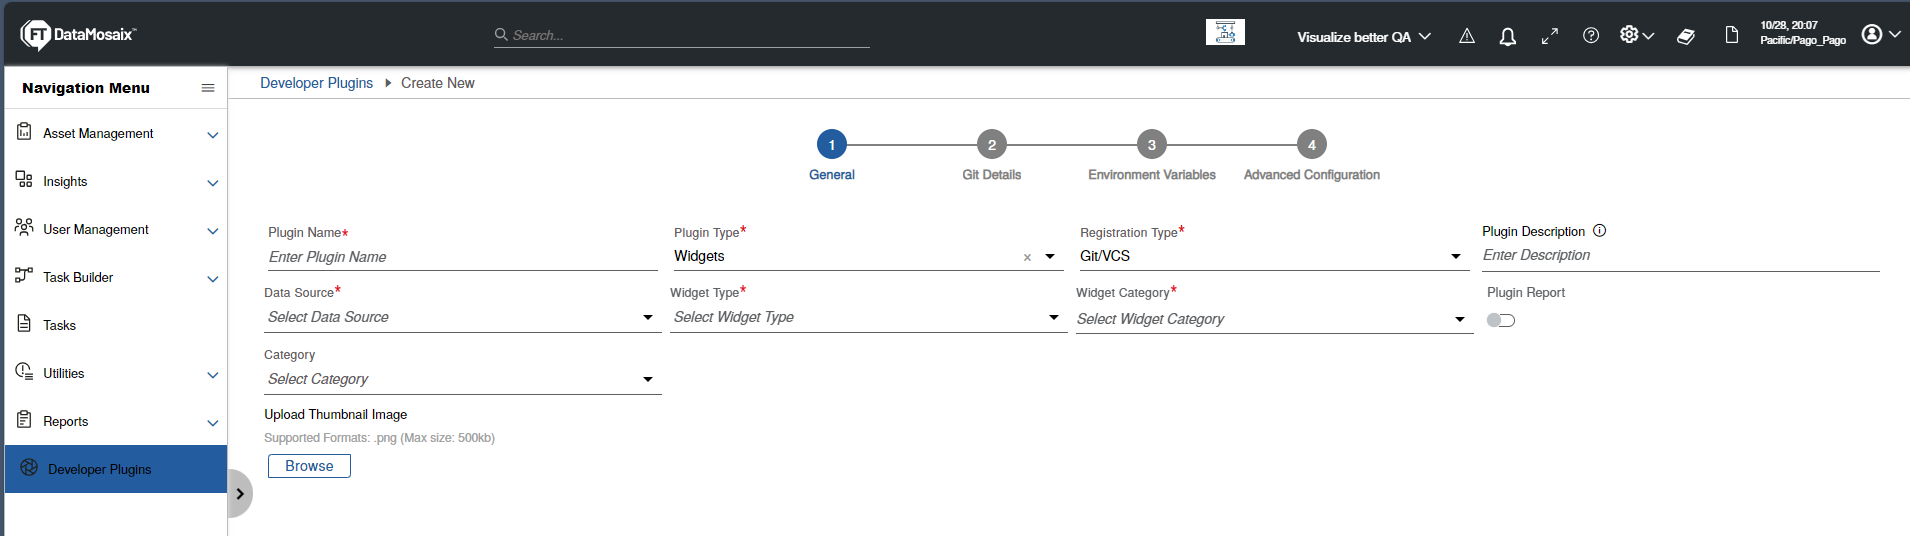 FT DataMosaix™
Search...
Visualize better QA
10/28, 20:07
Pacific/Pago_Pago
Navigation Menu
Asset Management
Insights
User Management
Task Builder
Tasks
Utilities
Reports
Developer Plugins
Developer Plugins Create New
1 2 3 4
General Git Details Environment Variables Advanced Configuration
Plugin Name* Plugin Type* Registration Type* Plugin Description
Enter Plugin Name Widgets × Git/VCS Enter Description
Data Source* Widget Type* Widget Category* Plugin Report
Select Data Source Select Widget Type Select Widget Category
Category
Select Category
Upload Thumbnail Image
Supported Formats: .png (Max size: 500kb)
Browse